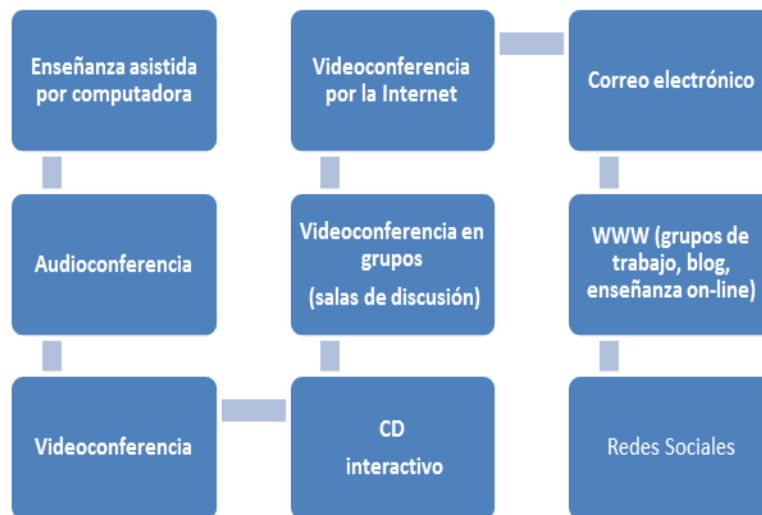 Enseñanza asistida
por computadora
Audioconferencia
Videoconferencia
CD
interactivo
Videoconferencia en
grupos
(salas de discusión)
Videoconferencia
por la Internet
Correo electrónico
WWW (grupos de
trabajo, blog,
enseñanza on-line)
Redes Sociales